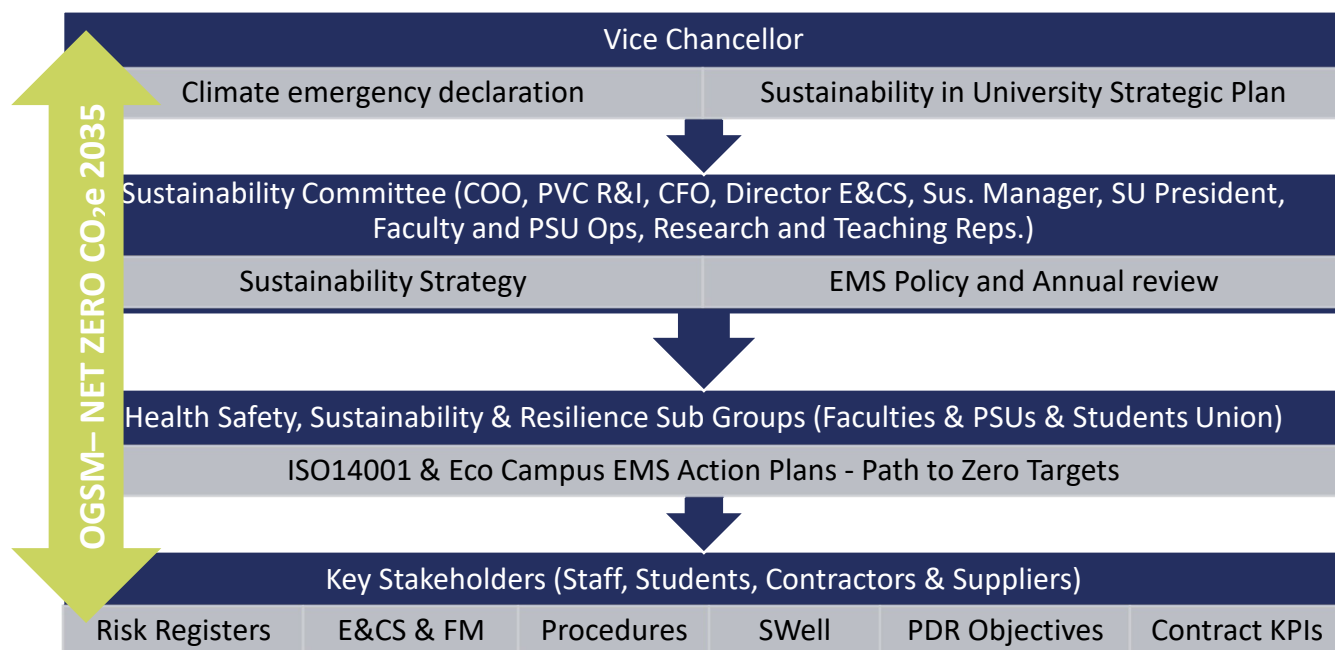 Vice Chancellor
Climate emergency declaration
Sustainability in University Strategic Plan
Sustainability Committee (COO, PVC R&I, CFO, Director E&CS, Sus. Manager, SU President,
Faculty and PSU Ops, Research and Teaching Reps.)
Sustainability Strategy
EMS Policy and Annual review
Health Safety, Sustainability & Resilience Sub Groups (Faculties & PSUs & Students Union)
ISO14001 & Eco Campus EMS Action Plans - Path to Zero Targets
Key Stakeholders (Staff, Students, Contractors & Suppliers)
Risk Registers
E&CS & FM
Procedures
SWell
PDR Objectives
Contract KPIs
OGSM– NET ZERO CO₂e 2035